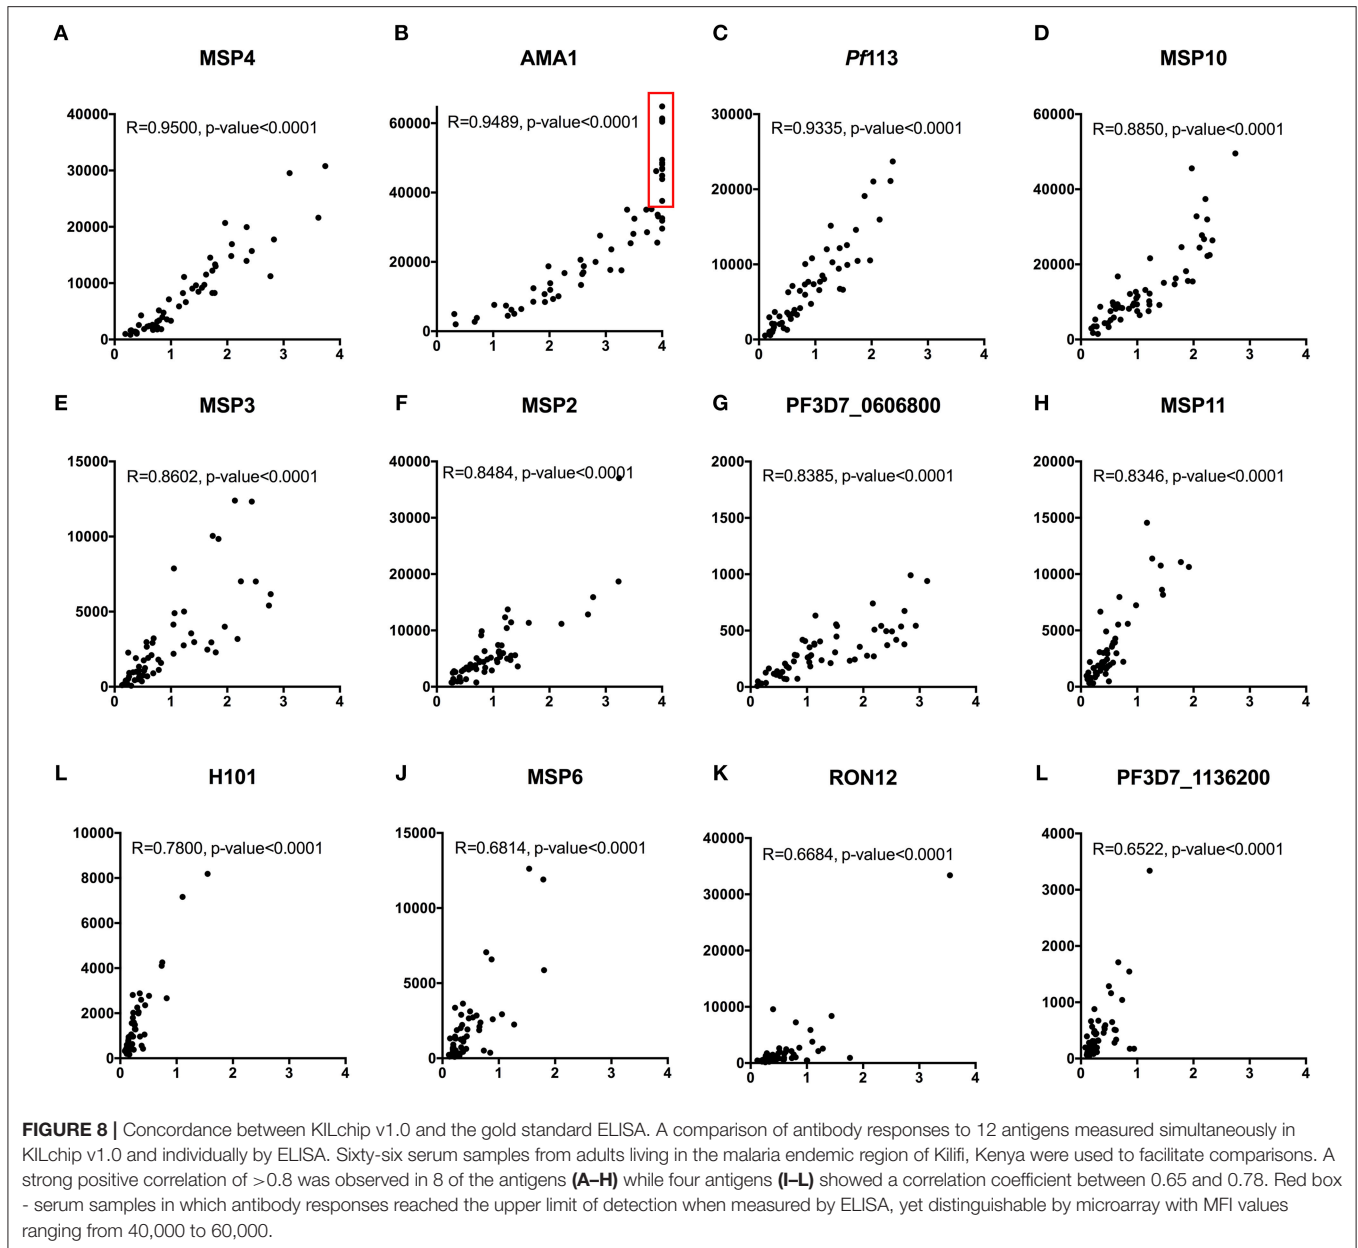 A
MSP4
R=0.9500, p-value<0.0001
40000
30000
20000
10000
0
0 1 2 3 4
B
AMA1
R=0.9489, p-value<0.0001
60000
40000
20000
0
0 1 2 3 4
C
Pf113
R=0.9335, p-value<0.0001
30000
20000
10000
0
0 1 2 3 4
D
MSP10
R=0.8850, p-value<0.0001
60000
40000
20000
0
0 1 2 3 4
E
MSP3
R=0.8602, p-value<0.0001
15000
10000
5000
0
0 1 2 3 4
F
MSP2
R=0.8484, p-value<0.0001
40000
30000
20000
10000
0
0 1 2 3 4
G
PF3D7_0606800
R=0.8385, p-value<0.0001
2000
1500
1000
500
0
0 1 2 3 4
H
MSP11
R=0.8346, p-value<0.0001
20000
15000
10000
5000
0
0 1 2 3 4
L
H101
R=0.7800, p-value<0.0001
10000
8000
6000
4000
2000
0
0 1 2 3 4
J
MSP6
R=0.6814, p-value<0.0001
15000
10000
5000
0
0 1 2 3 4
K
RON12
R=0.6684, p-value<0.0001
40000
30000
20000
10000
0
0 1 2 3 4
L
PF3D7_1136200
R=0.6522, p-value<0.0001
4000
3000
2000
1000
0
0 1 2 3 4
FIGURE 8 | Concordance between KILchip v1.0 and the gold standard ELISA. A comparison of antibody responses to 12 antigens measured simultaneously in
KILchip v1.0 and individually by ELISA. Sixty-six serum samples from adults living in the malaria endemic region of Kilifi, Kenya were used to facilitate comparisons. A
strong positive correlation of >0.8 was observed in 8 of the antigens (A–H) while four antigens (I–L) showed a correlation coefficient between 0.65 and 0.78. Red box
- serum samples in which antibody responses reached the upper limit of detection when measured by ELISA, yet distinguishable by microarray with MFI values
ranging from 40,000 to 60,000.